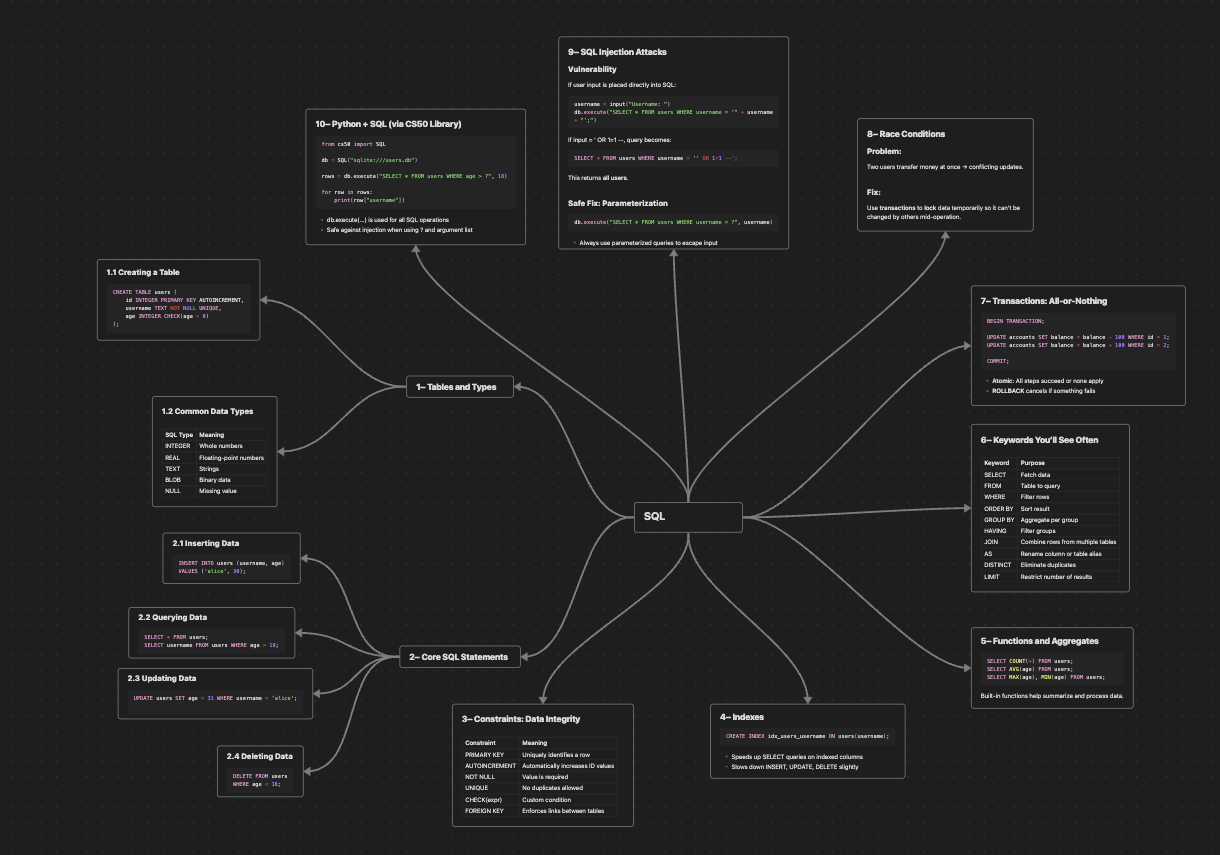 SQL
1– Tables and Types
1.1 Creating a Table
CREATE TABLE users (
id INTEGER PRIMARY KEY AUTOINCREMENT,
username TEXT NOT NULL UNIQUE,
age INTEGER CHECK(age > 0)
);
1.2 Common Data Types
SQL Type Meaning
INTEGER Whole numbers
REAL Floating-point numbers
TEXT Strings
BLOB Binary data
NULL Missing value
2– Core SQL Statements
2.1 Inserting Data
INSERT INTO users (username, age)
VALUES ('alice', 30);
2.2 Querying Data
SELECT * FROM users;
SELECT username FROM users WHERE age > 18;
2.3 Updating Data
UPDATE users SET age = 31 WHERE username = 'alice';
2.4 Deleting Data
DELETE FROM users
WHERE age < 18;
3– Constraints: Data Integrity
Constraint Meaning
PRIMARY KEY Uniquely identifies a row
AUTOINCREMENT Automatically increases ID values
NOT NULL Value is required
UNIQUE No duplicates allowed
CHECK(expr) Custom condition
FOREIGN KEY Enforces links between tables
4– Indexes
CREATE INDEX idx_users_username ON users(username);
• Speeds up SELECT queries on indexed columns
• Slows down INSERT, UPDATE, DELETE slightly
5– Functions and Aggregates
SELECT COUNT(*) FROM users;
SELECT AVG(age) FROM users;
SELECT MAX(age), MIN(age) FROM users;
Built-in functions help summarize and process data.
6– Keywords You'll See Often
Keyword Purpose
SELECT Fetch data
FROM Table to query
WHERE Filter rows
ORDER BY Sort result
GROUP BY Aggregate per group
HAVING Filter groups
JOIN Combine rows from multiple tables
AS Rename column or table alias
DISTINCT Eliminate duplicates
LIMIT Restrict number of results
7– Transactions: All-or-Nothing
BEGIN TRANSACTION;
UPDATE accounts SET balance = balance - 100 WHERE id = 1;
UPDATE accounts SET balance = balance + 100 WHERE id = 2;
COMMIT;
• Atomic: All steps succeed or none apply
• ROLLBACK cancels if something fails
8– Race Conditions
Problem:
Two users transfer money at once → conflicting updates.
Fix:
Use transactions to lock data temporarily so it can't be
changed by others mid-operation.
9– SQL Injection Attacks
Vulnerability
If user input is placed directly into SQL:
username = input("Username: ")
db.execute("SELECT * FROM users WHERE username = '" + username
+ "';")
If input = ' OR 1=1 --, query becomes:
SELECT * FROM users WHERE username = '' OR 1=1 --';
This returns all users.
Safe Fix: Parameterization
db.execute("SELECT * FROM users WHERE username = ?", username)
• Always use parameterized queries to escape input
10– Python + SQL (via CS50 Library)
from cs50 import SQL
db = SQL("sqlite:///users.db")
rows = db.execute("SELECT * FROM users WHERE age > ?", 18)
for row in rows:
print(row["username"])
• db.execute(...) is used for all SQL operations
• Safe against injection when using ? and argument list